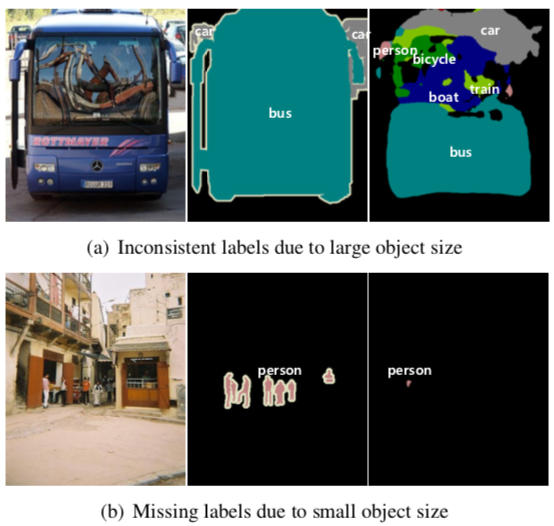 car
car
car
person
bicycle
train
boat
bus
bus
ROTTMAYER
(a) Inconsistent labels due to large object size
person
person
(b) Missing labels due to small object size